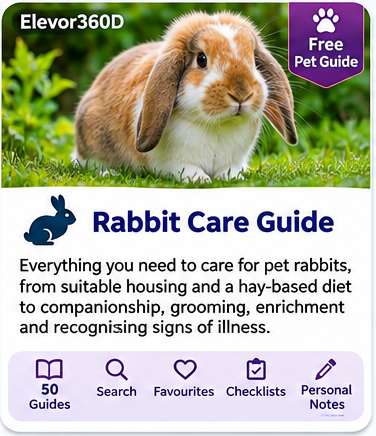 Elevor360D
Free
Pet Guide
Rabbit Care Guide
Everything you need to care for pet rabbits,
from suitable housing and a hay-based diet
to companionship, grooming, enrichment
and recognising signs of illness.
50
Guides
Search
Favourites
Checklists
Personal
Notes